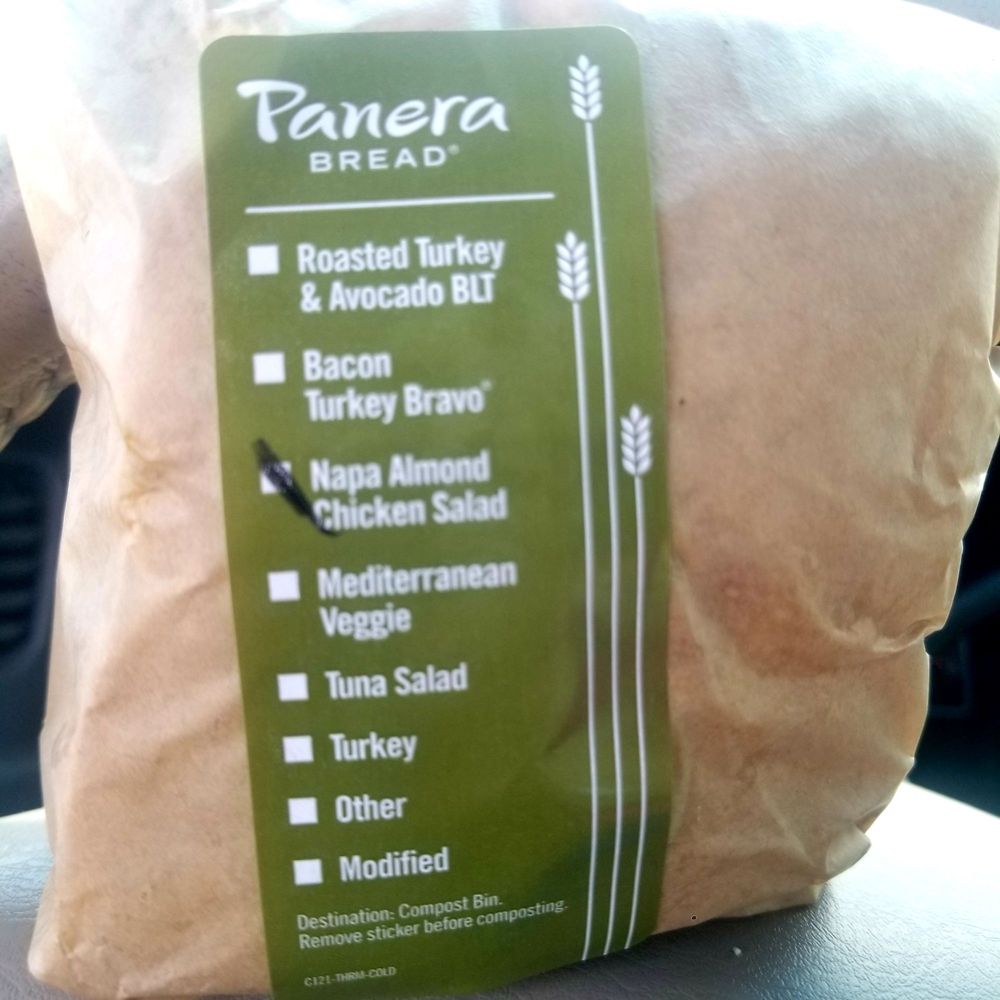 Panera
BREAD®
Roasted Turkey
& Avocado BLT
Bacon
Turkey Bravo®
Napa Almond
Chicken Salad
Mediterranean
Veggie
Tuna Salad
Turkey
Other
Modified
Destination: Compost Bin.
Remove sticker before composting.
C121-THRM-COLD